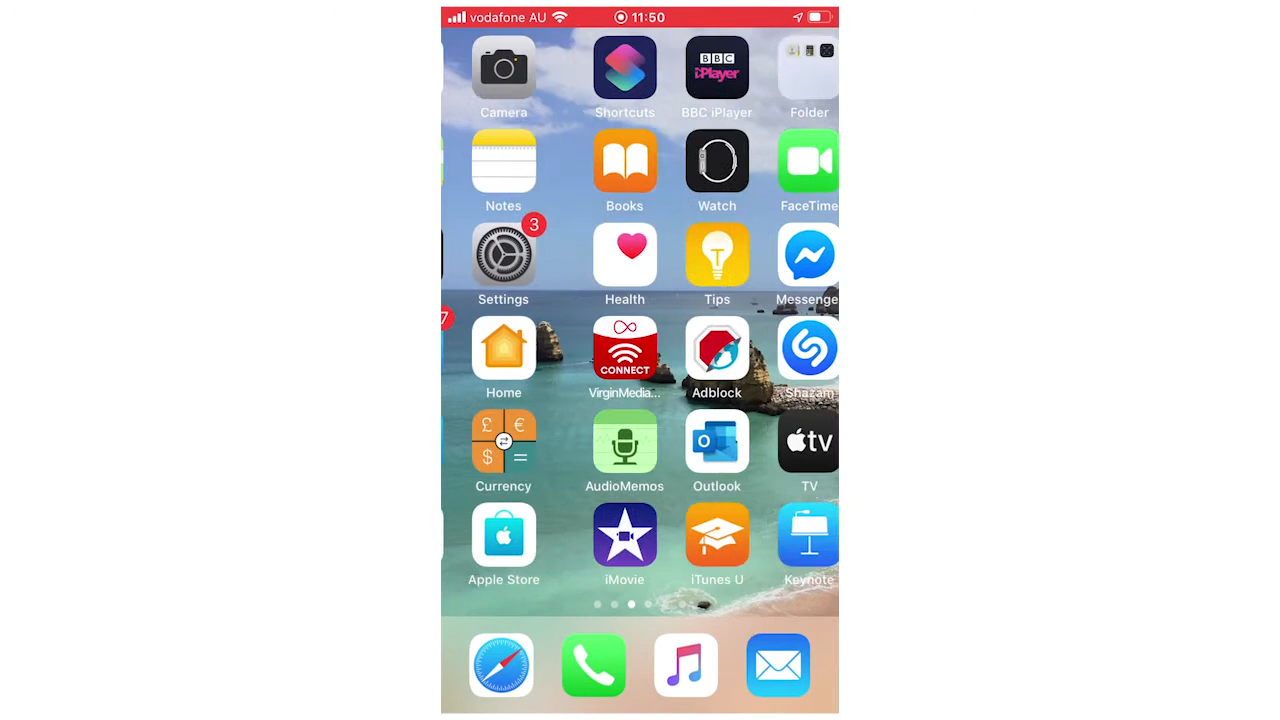 vodafone AU 11:50
Camera Shortcuts BBC iPlayer Folder
BBC
iPlayer
Notes Books Watch FaceTime
3
Settings Health Tips Messenge
T
7
CONNECT
Home VirginMedia... Adblock Shazam
£ €
$ =
O
tv
Currency AudioMemos Outlook TV
Apple Store iMovie iTunes U Keynote